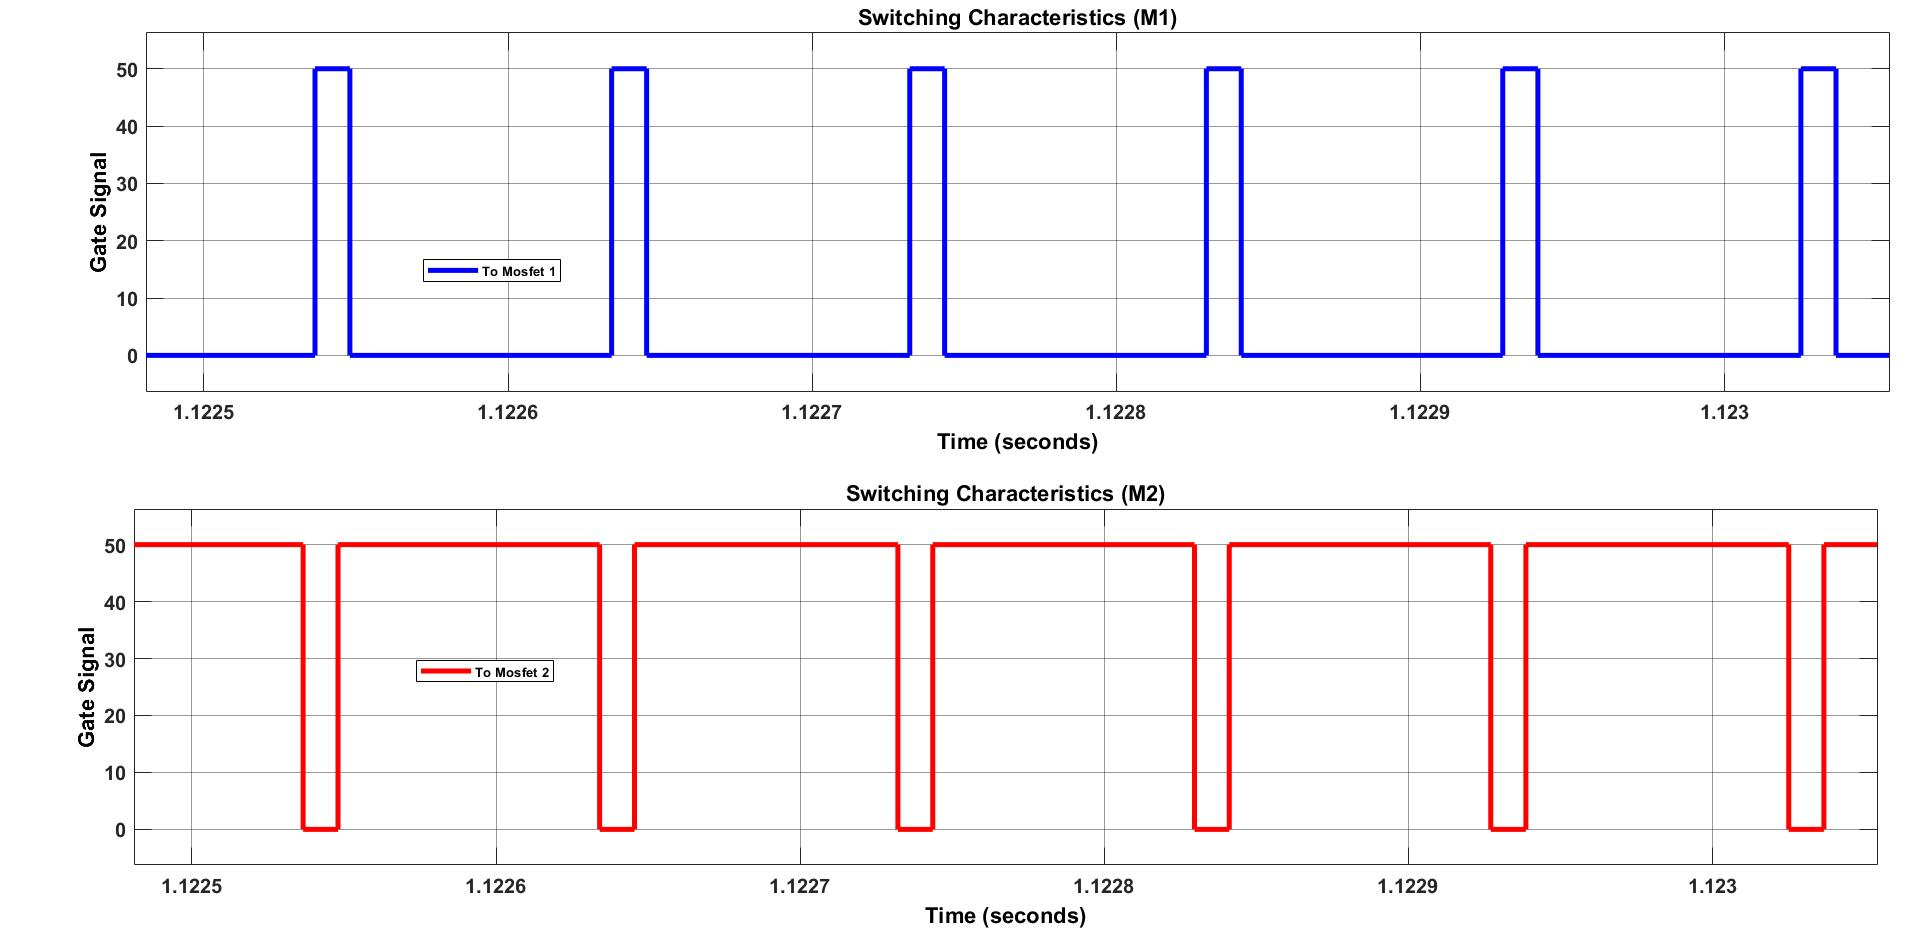 Switching Characteristics (M1)
50
40
30
20
10
0
Gate Signal
To Mosfet 1
1.1225 1.1226 1.1227 1.1228 1.1229 1.123
Time (seconds)
Switching Characteristics (M2)
50
40
30
20
10
0
Gate Signal
To Mosfet 2
1.1225 1.1226 1.1227 1.1228 1.1229 1.123
Time (seconds)